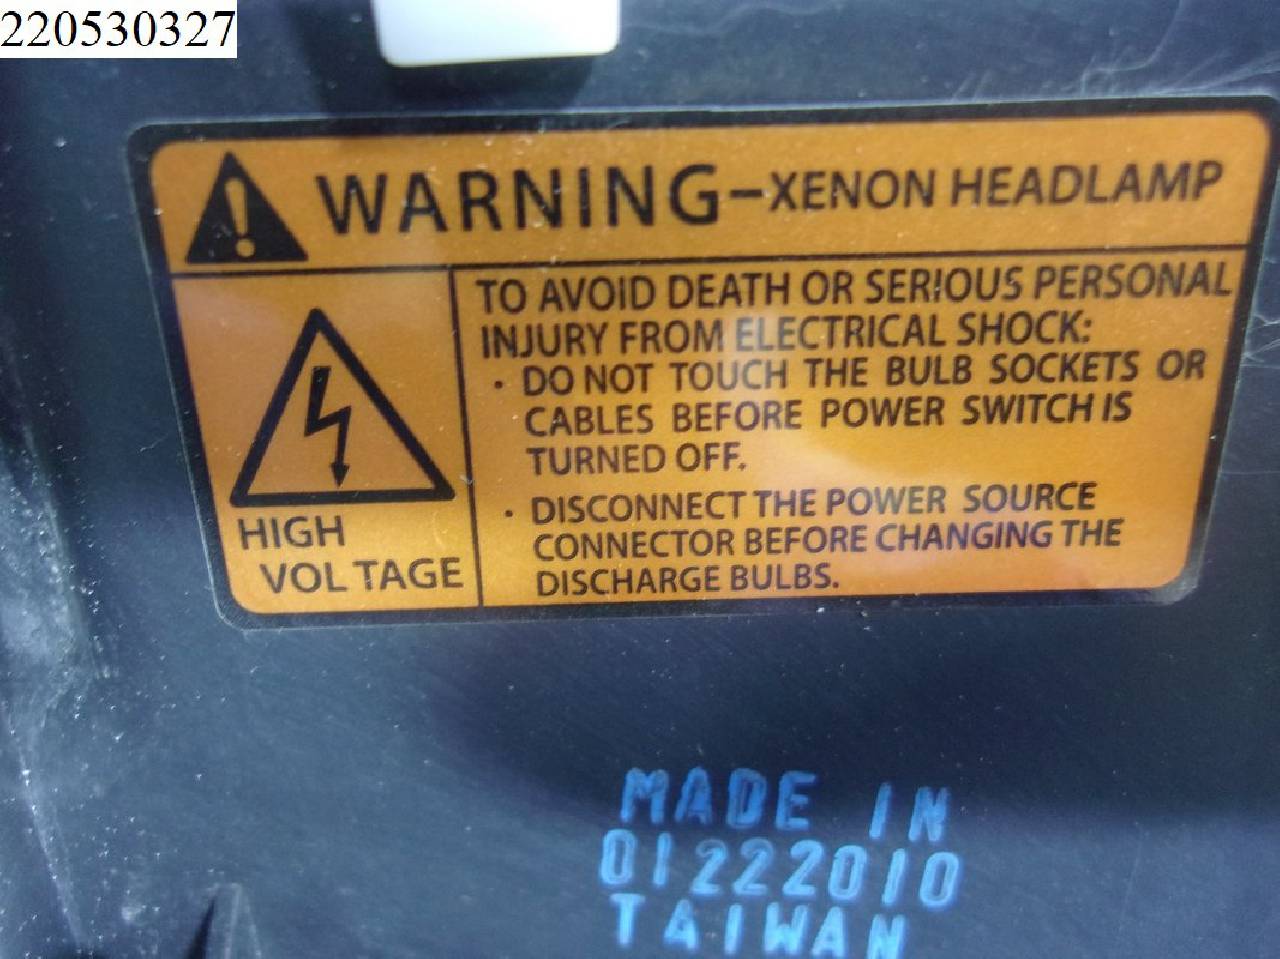 220530327
WARNING-XENON HEADLAMP
HIGH
VOLTAGE
TO AVOID DEATH OR SERIOUS PERSONAL
INJURY FROM ELECTRICAL SHOCK:
· DO NOT TOUCH THE BULB SOCKETS OR
CABLES BEFORE POWER SWITCH IS
TURNED OFF.
· DISCONNECT THE POWER SOURCE
CONNECTOR BEFORE CHANGING THE
DISCHARGE BULBS.
MADE IN
01222010
TAIWAN